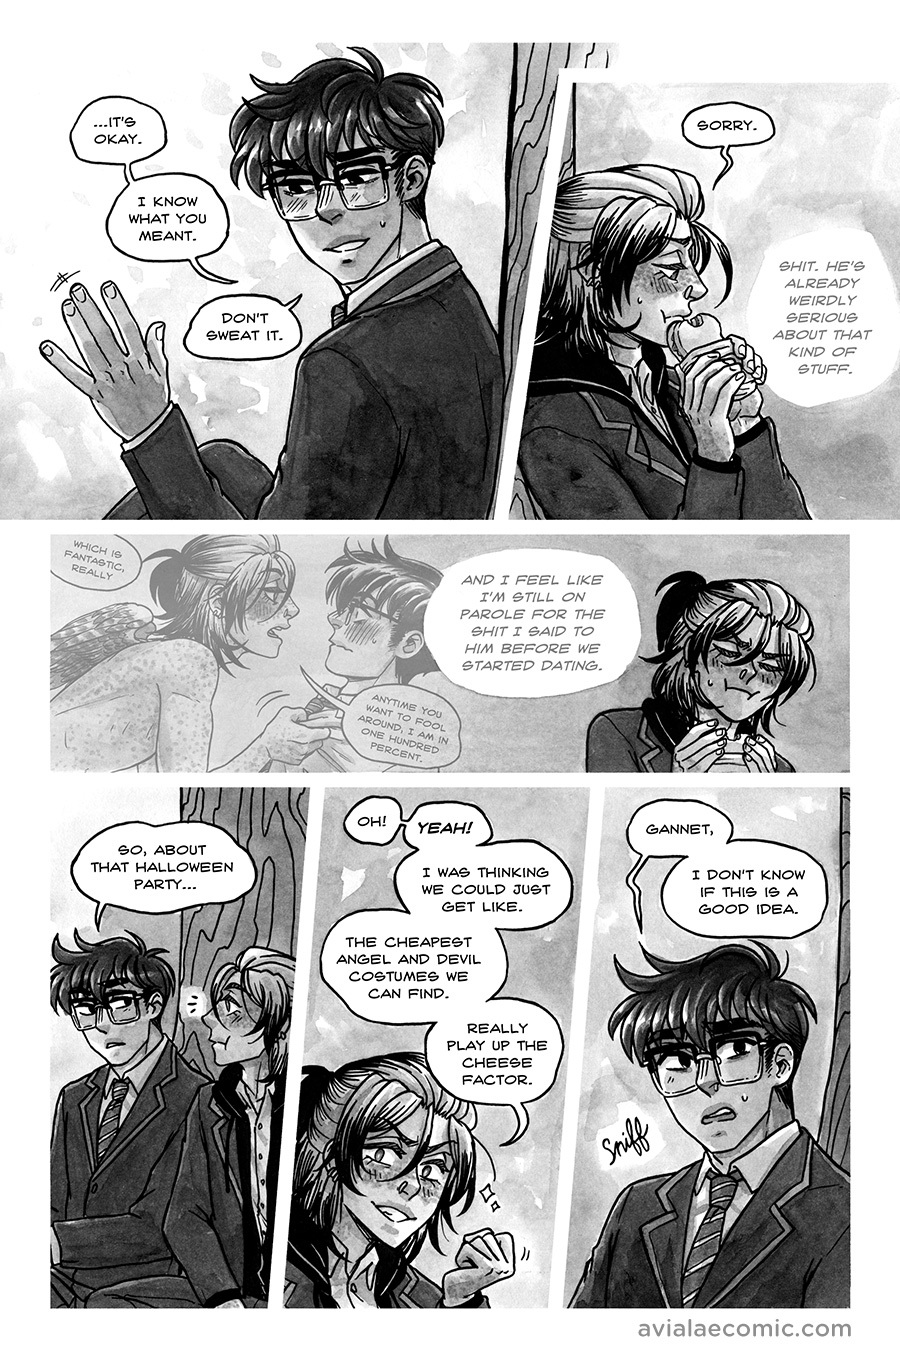 ...IT'S
OKAY.
I KNOW
WHAT YOU
MEANT.
DON'T
SWEAT IT.
SORRY.
SHIT. HE'S
ALREADY
WEIRDLY
SERIOUS
ABOUT THAT
KIND OF
STUFF.
WHICH IS
FANTASTIC,
REALLY
ANYTIME YOU
WANT TO FOOL
AROUND, I AM IN
ONE HUNDRED
PERCENT.
AND I FEEL LIKE
I'M STILL ON
PAROLE FOR THE
SHIT I SAID TO
HIM BEFORE WE
STARTED DATING.
SO, ABOUT
THAT HALLOWEEN
PARTY...
OH!
YEAH!
I WAS THINKING
WE COULD JUST
GET LIKE.
THE CHEAPEST
ANGEL AND DEVIL
COSTUMES WE
CAN FIND.
REALLY
PLAY UP THE
CHEESE
FACTOR.
GANNET,
I DON'T KNOW
IF THIS IS A
GOOD IDEA.
Sniff
avialaecomic.com